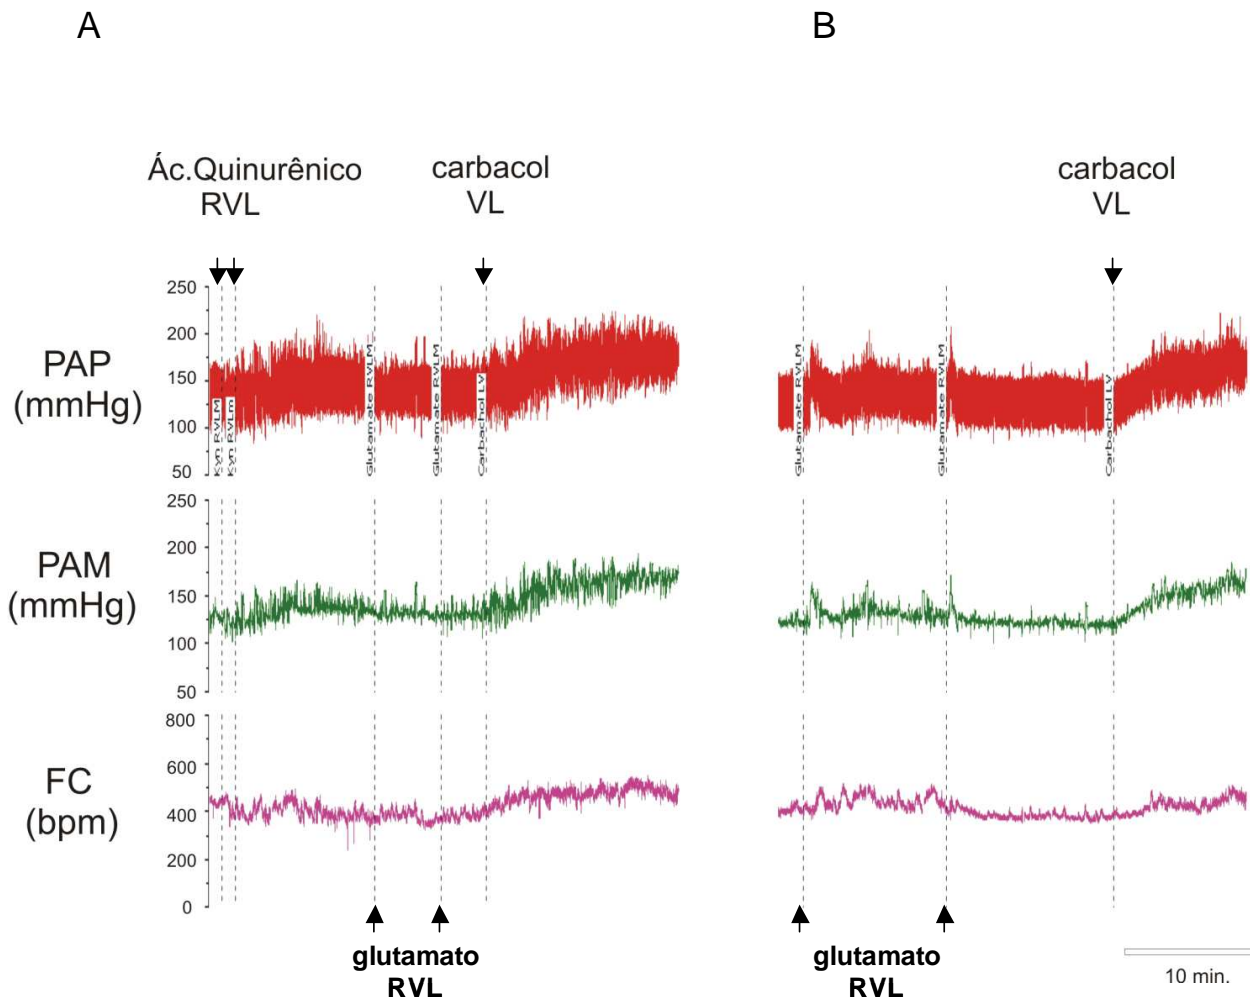 A
B
Ác.Quinurênico
RVL
carbacol
VL
carbacol
VL
PAP
(mmHg)
250
200
150
100
50
Kyn RVLM
Kyn RVLm
Glutamate RVLM
Glutamate RVLM
Carbachol LV
Glutamate RVLM
Glutamate RVLM
Carbachol LV
PAM
(mmHg)
250
200
150
100
50
FC
(bpm)
800
600
400
200
0
glutamato
RVL
glutamato
RVL
10 min.